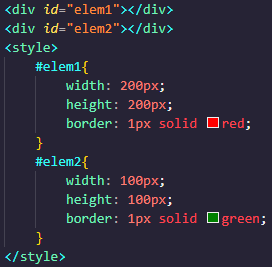 <div id="elem1"></div>
<div id="elem2"></div>
<style>
    #elem1{
        width: 200px;
        height: 200px;
        border: 1px solid red;
    }
    #elem2{
        width: 100px;
        height: 100px;
        border: 1px solid green;
    }
</style>